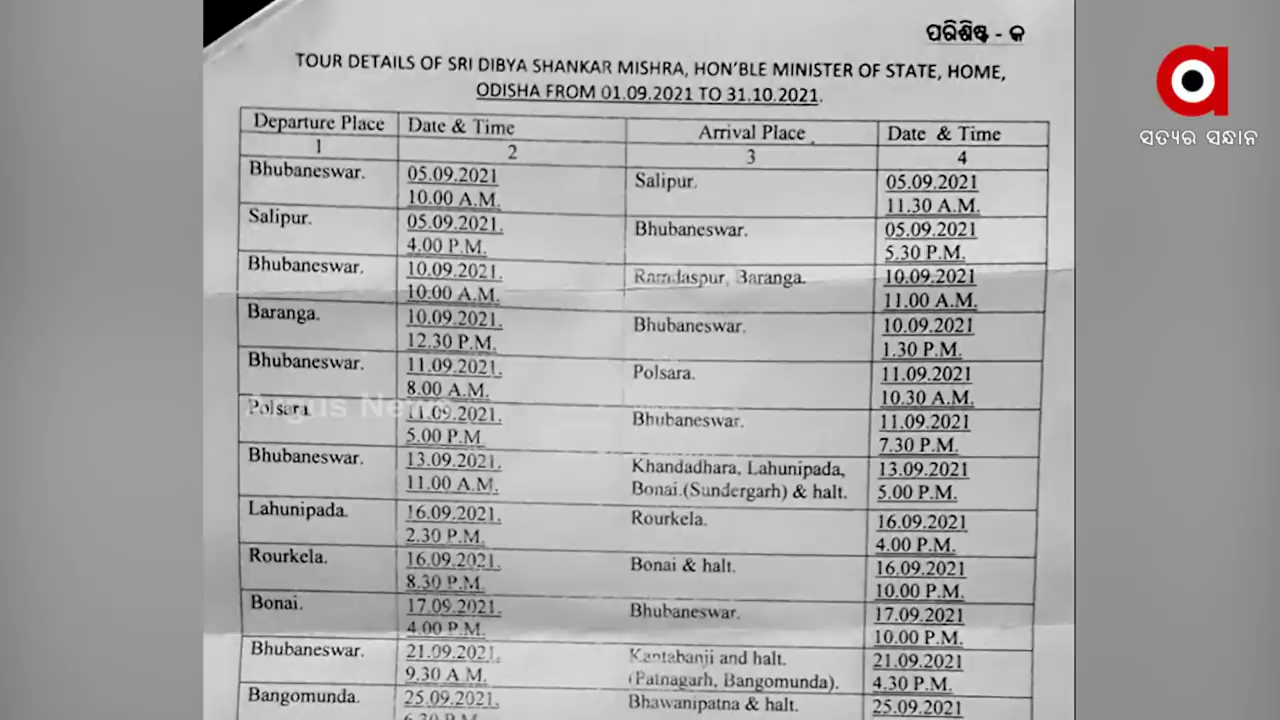 ପରିଶିଷ୍ଟ - କ
TOUR DETAILS OF SRI DIBYA SHANKAR MISHRA, HON'BLE MINISTER OF STATE, HOME,
ODISHA FROM 01.09.2021 TO 31.10.2021.
ସତ୍ୟର ସନ୍ଧାନ
Departure Place Date & Time Arrival Place Date & Time
1 2 3 4
Bhubaneswar. 05.09.2021 Salipur. 05.09.2021
10.00 A.M. 11.30 A.M.
Salipur. 05.09.2021. Bhubaneswar. 05.09.2021
4.00 P.M. 5.30 P.M.
Bhubaneswar. 10.09.2021. Ramdaspur, Baranga. 10.09.2021
10.00 A.M. 11.00 A.M.
Baranga. 10.09.2021. Bhubaneswar. 10.09.2021
12.30 P.M. 1.30 P.M.
Bhubaneswar. 11.09.2021. Polsara. 11.09.2021
8.00 A.M. 10.30 A.M.
Argus News
Polsara 11.09.2021. Bhubaneswar. 11.09.2021
5.00 P.M. 7.30 P.M.
Bhubaneswar. 13.09.2021. Khandadhara, Lahunipada, 13.09.2021
11.00 A.M. Bonai.(Sundergarh) & halt. 5.00 P.M.
Lahunipada. 16.09.2021. Rourkela. 16.09.2021
2.30 P.M. 4.00 P.M.
Rourkela. 16.09.2021. Bonai & halt. 16.09.2021
8.30 P.M. 10.00 P.M.
Bonai. 17.09.2021. Bhubaneswar. 17.09.2021
4.00 P.M. 10.00 P.M.
Bhubaneswar. 21.09.2021. Kantabanji and halt. 21.09.2021
9.30 A.M. (Patnagarh, Bangomunda). 4.30 P.M.
Bangomunda. 25.09.2021 Bhawanipatna & halt. 25.09.2021